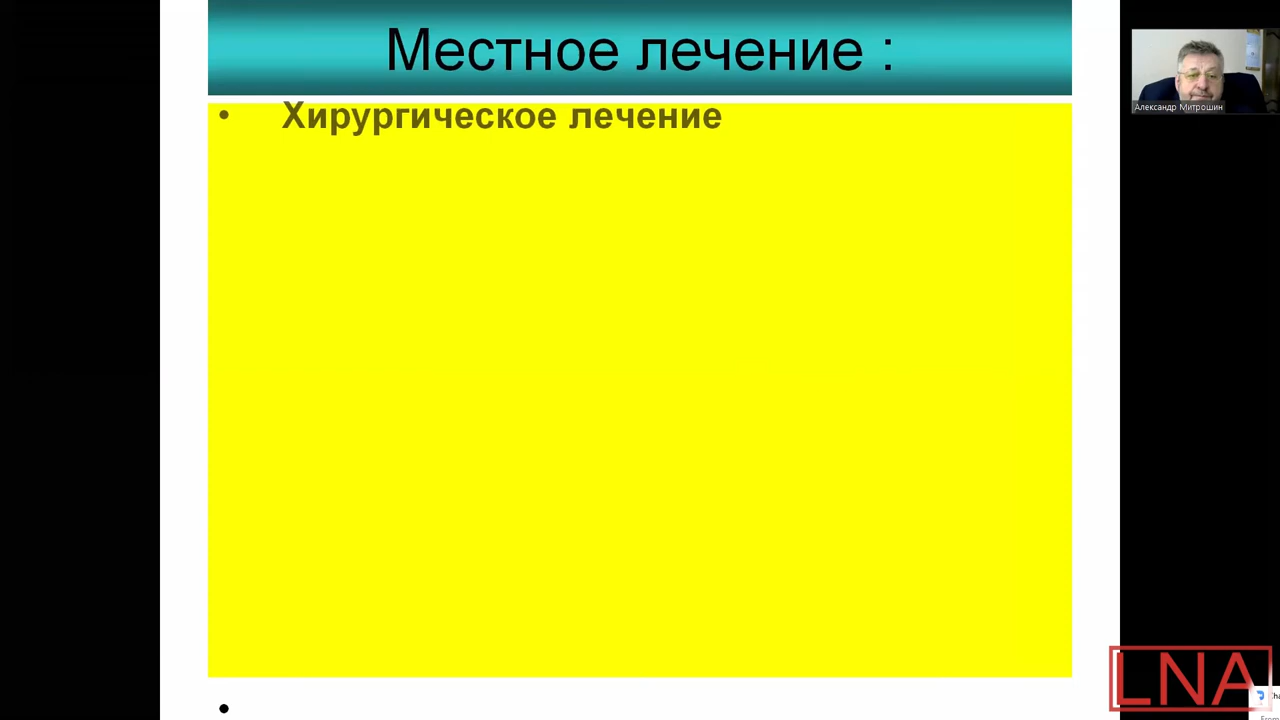 Местное лечение :
• Хирургическое лечение
•
Александр Митрошин
LNA